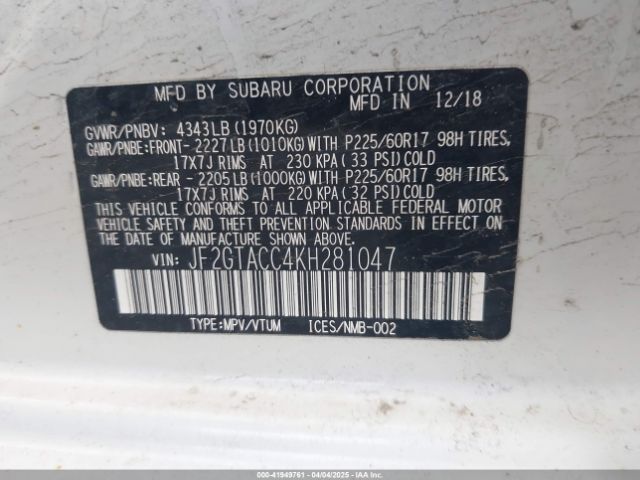 MFD BY SUBARU CORPORATION
MFD IN 12/18
GVWR/PNBV: 4343LB(1970KG)
GAWR/PNBE:FRONT- 2227LB(1010KG)WITH P225/60R17 98H TIRES,
17X7J RIMS AT 230 KPA(33 PSI)COLD
GAWR/PNBE:REAR - 2205LB(1000KG)WITH P225/60R17 98H TIRES,
17X7J RIMS AT 220 KPA(32 PSI)COLD
THIS VEHICLE CONFORMS TO ALL APPLICABLE FEDERAL MOTOR
VEHICLE SAFETY AND THEFT PREVENTION STANDARDS IN EFFECT
ON THE DATE OF MANUFACTURE SHOWN ABOVE.
VIN: JF2GTACC4KH281047
TYPE:MPV/VTUM ICES/NMB-002
000-41949761 - 04/04/2025 - IAAI.COM